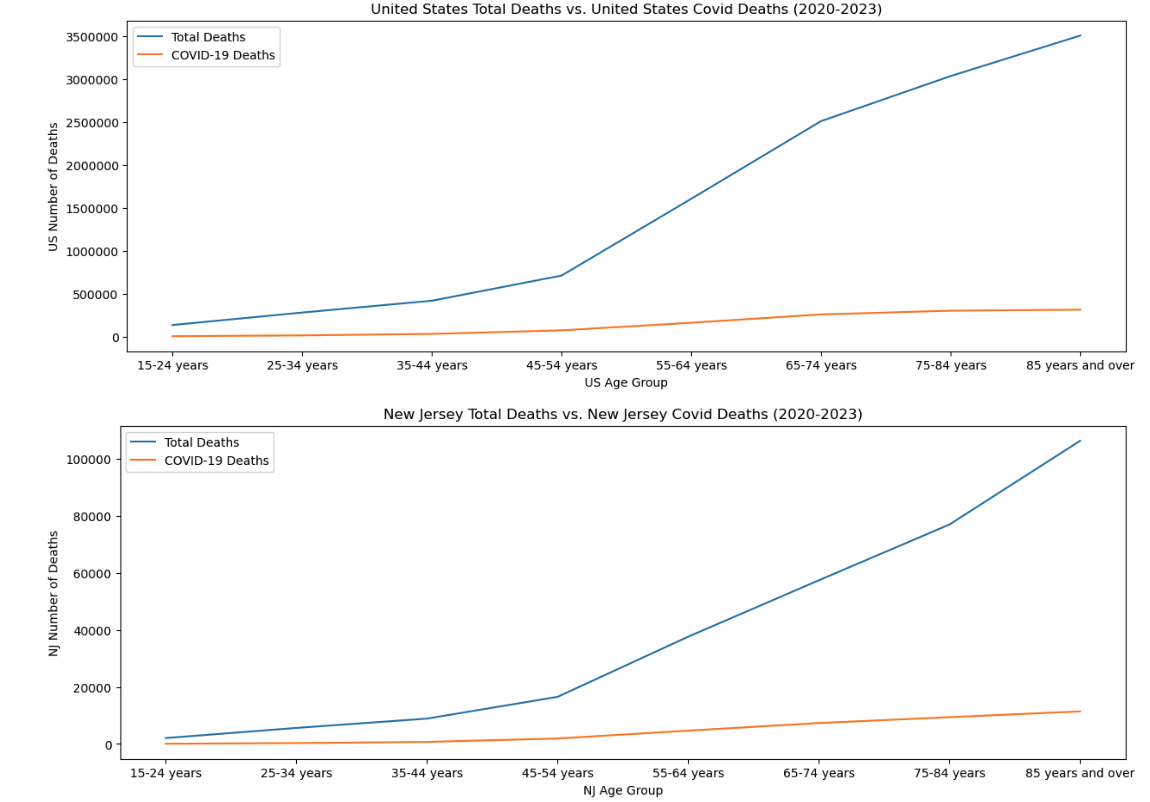 United States Total Deaths vs. United States Covid Deaths (2020-2023)
Total Deaths
COVID-19 Deaths
3500000
3000000
2500000
2000000
1500000
1000000
500000
0
US Number of Deaths
15-24 years 25-34 years 35-44 years 45-54 years 55-64 years 65-74 years 75-84 years 85 years and over
US Age Group
New Jersey Total Deaths vs. New Jersey Covid Deaths (2020-2023)
Total Deaths
COVID-19 Deaths
100000
80000
60000
40000
20000
0
NJ Number of Deaths
15-24 years 25-34 years 35-44 years 45-54 years 55-64 years 65-74 years 75-84 years 85 years and over
NJ Age Group